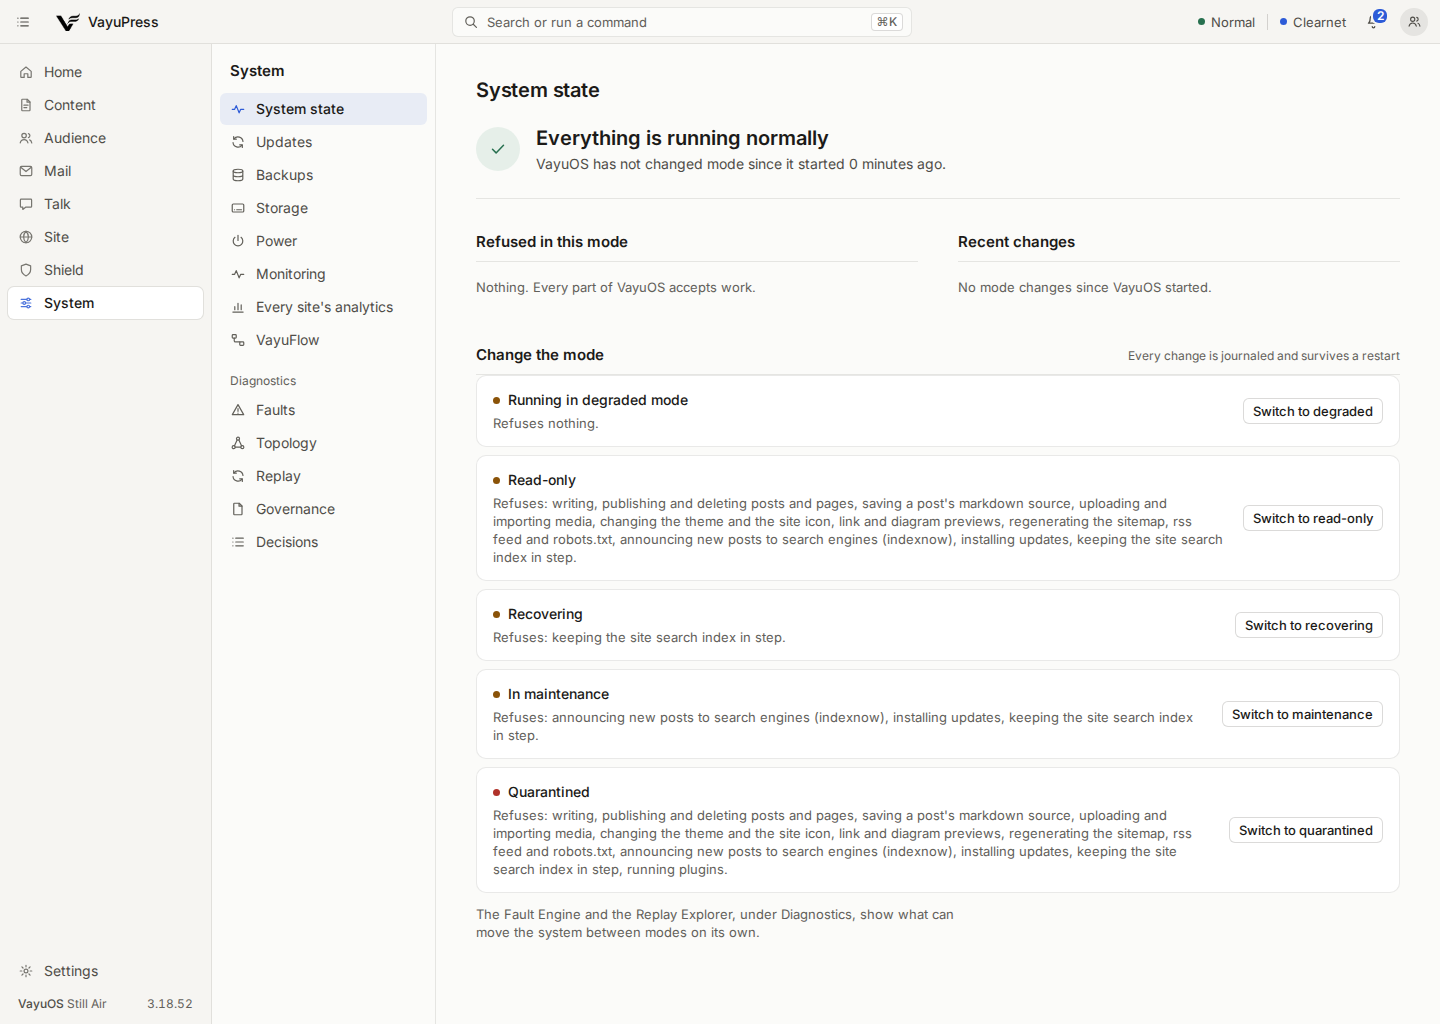 VayuPress
Search or run a command
⌘K
Normal
Clearnet
2
Home
Content
Audience
Mail
Talk
Site
Shield
System
Settings
VayuOS Still Air
3.18.52
System
System state
Updates
Backups
Storage
Power
Monitoring
Every site's analytics
VayuFlow
Diagnostics
Faults
Topology
Replay
Governance
Decisions
System state
Everything is running normally
VayuOS has not changed mode since it started 0 minutes ago.
Refused in this mode
Nothing. Every part of VayuOS accepts work.
Recent changes
No mode changes since VayuOS started.
Change the mode
Every change is journaled and survives a restart
Running in degraded mode
Refuses nothing.
Switch to degraded
Read-only
Refuses: writing, publishing and deleting posts and pages, saving a post's markdown source, uploading and
importing media, changing the theme and the site icon, link and diagram previews, regenerating the sitemap, rss
feed and robots.txt, announcing new posts to search engines (indexnow), installing updates, keeping the site search
index in step.
Switch to read-only
Recovering
Refuses: keeping the site search index in step.
Switch to recovering
In maintenance
Refuses: announcing new posts to search engines (indexnow), installing updates, keeping the site search index
in step.
Switch to maintenance
Quarantined
Refuses: writing, publishing and deleting posts and pages, saving a post's markdown source, uploading and
importing media, changing the theme and the site icon, link and diagram previews, regenerating the sitemap, rss
feed and robots.txt, announcing new posts to search engines (indexnow), installing updates, keeping the site
search index in step, running plugins.
Switch to quarantined
The Fault Engine and the Replay Explorer, under Diagnostics, show what can
move the system between modes on its own.